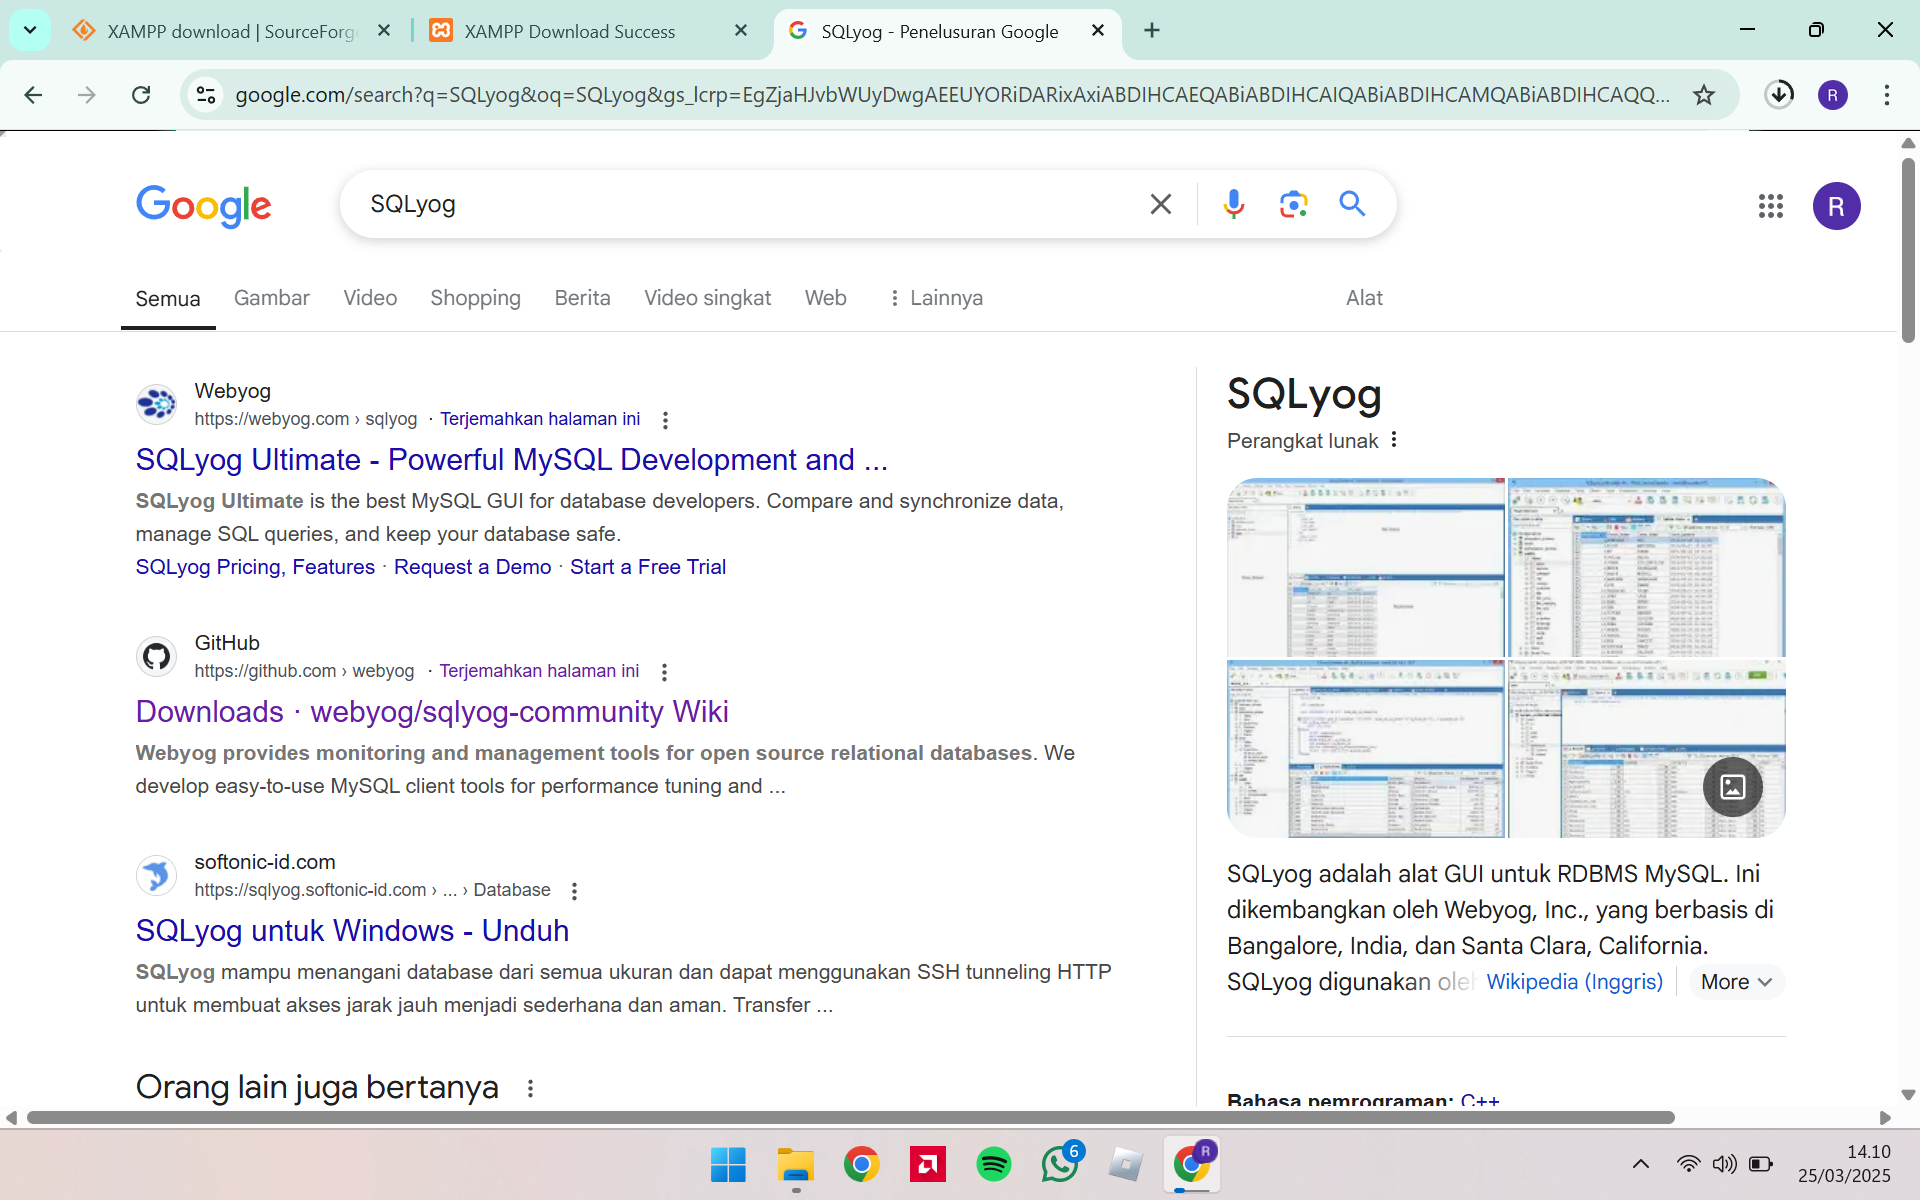 XAMPP download | SourceForge
XAMPP Download Success
SQLyog - Penelusuran Google
google.com/search?q=SQLyog&oq=SQLyog&gs_lcrp=EgZjaHJvbWUyDwgAEEUYORiDARixAxiABDIHCAEQABiABDIHCAIQABiABDIHCAMQABiABDIHCAQQ...
R
Google
SQLyog
R
Semua
Gambar
Video
Shopping
Berita
Video singkat
Web
Lainnya
Alat
Webyog
https://webyog.com › sqlyog · Terjemahkan halaman ini
SQLyog Ultimate - Powerful MySQL Development and ...
SQLyog Ultimate is the best MySQL GUI for database developers. Compare and synchronize data,
manage SQL queries, and keep your database safe.
SQLyog Pricing, Features · Request a Demo · Start a Free Trial
GitHub
https://github.com › webyog · Terjemahkan halaman ini
Downloads · webyog/sqlyog-community Wiki
Webyog provides monitoring and management tools for open source relational databases. We
develop easy-to-use MySQL client tools for performance tuning and ...
softonic-id.com
https://sqlyog.softonic-id.com › ... › Database
SQLyog untuk Windows - Unduh
SQLyog mampu menangani database dari semua ukuran dan dapat menggunakan SSH tunneling HTTP
untuk membuat akses jarak jauh menjadi sederhana dan aman. Transfer ...
Orang lain juga bertanya
SQLyog
Perangkat lunak
SQLyog adalah alat GUI untuk RDBMS MySQL. Ini
dikembangkan oleh Webyog, Inc., yang berbasis di
Bangalore, India, dan Santa Clara, California.
SQLyog digunakan oleh Wikipedia (Inggris)
More
Bahasa pemrograman: C++
6
R
14.10
25/03/2025